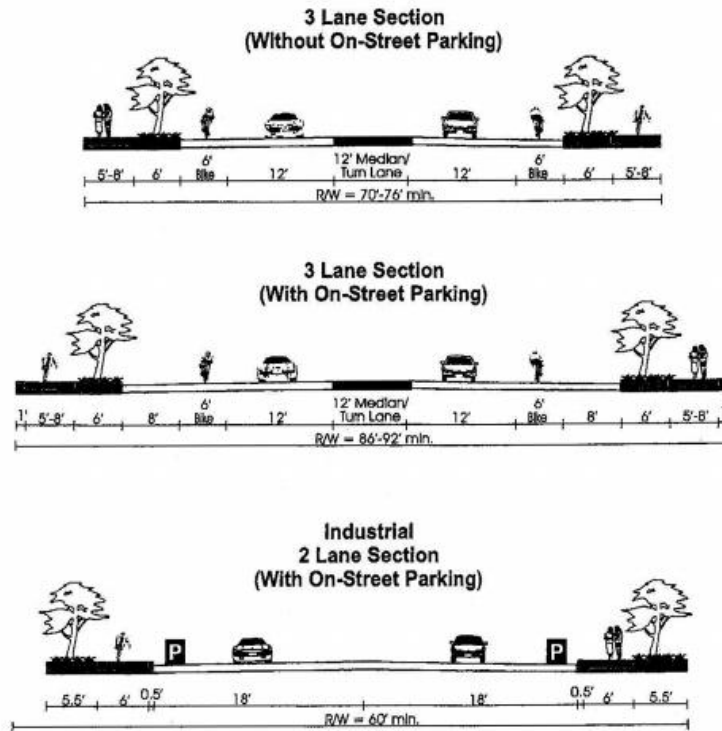 3 Lane Section
(Without On-Street Parking)
5'-8' 6' 6' Bike 12' 12' Median/ Turn Lane 12' 6' Bike 6' 5'-8'
R/W = 70'-76' min.
3 Lane Section
(With On-Street Parking)
1' 5'-8' 6' 8' 6' Bike 12' 12' Median/ Turn Lane 12' 6' Bike 8' 6' 5'-8'
R/W = 86'-92' min.
Industrial
2 Lane Section
(With On-Street Parking)
P P
5.5' 6' 0.5' 18' 18' 0.5' 6' 5.5'
R/W = 60' min.